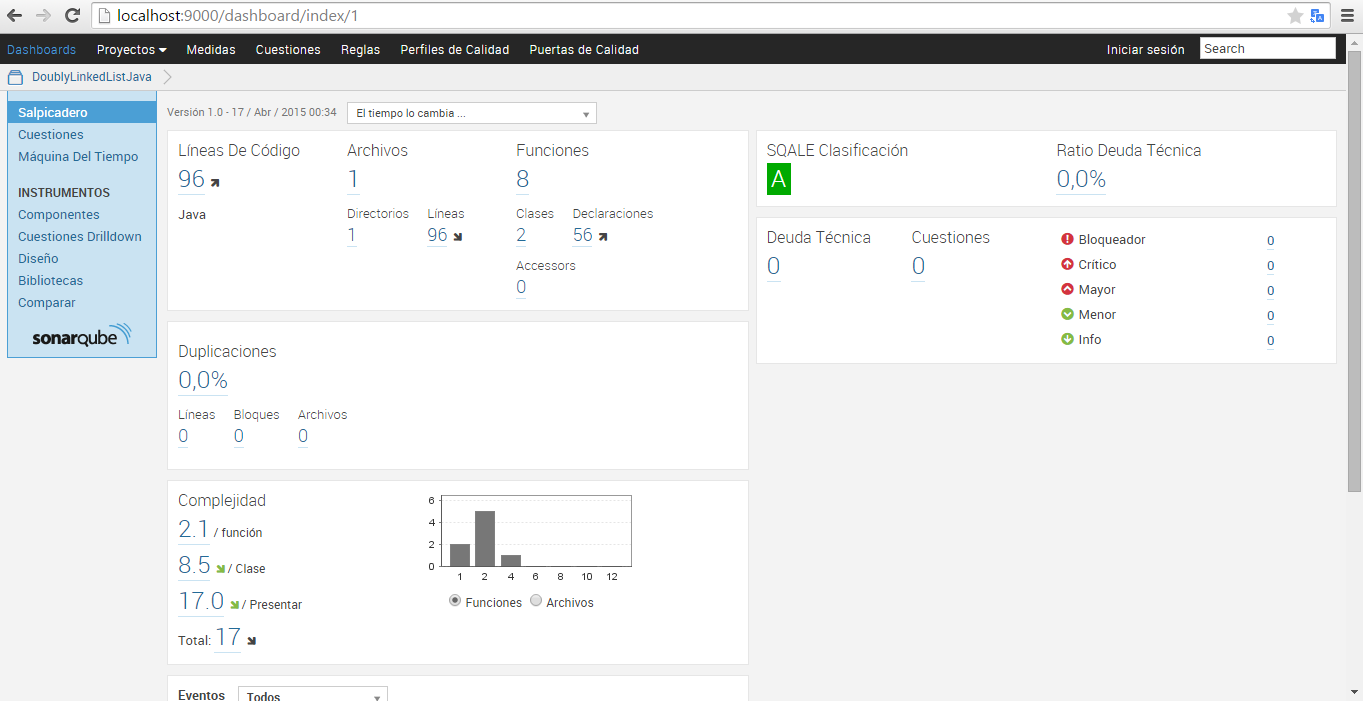 localhost:9000/dashboard/index/1
Dashboards Proyectos Medidas Cuestiones Reglas Perfiles de Calidad Puertas de Calidad Iniciar sesión Search
DoublyLinkedListJava
Salpicadero
Cuestiones
Máquina Del Tiempo
INSTRUMENTOS
Componentes
Cuestiones Drilldown
Diseño
Bibliotecas
Comparar
sonarqube
Versión 1.0 - 17 / Abr / 2015 00:34 El tiempo lo cambia ...
Líneas De Código Archivos Funciones
96 1 8
Java
Directorios Líneas Clases Declaraciones
1 96 2 56
Accessors
0
Duplicaciones
0,0%
Líneas Bloques Archivos
0 0 0
Complejidad
2.1 / función
8.5 / Clase
17.0 / Presentar
Total: 17
6
4
2
0
1 2 4 6 8 10 12
Funciones Archivos
Eventos Todos
SQALE Clasificación Ratio Deuda Técnica
A 0,0%
Deuda Técnica Cuestiones
0 0
Bloqueador 0
Crítico 0
Mayor 0
Menor 0
Info 0